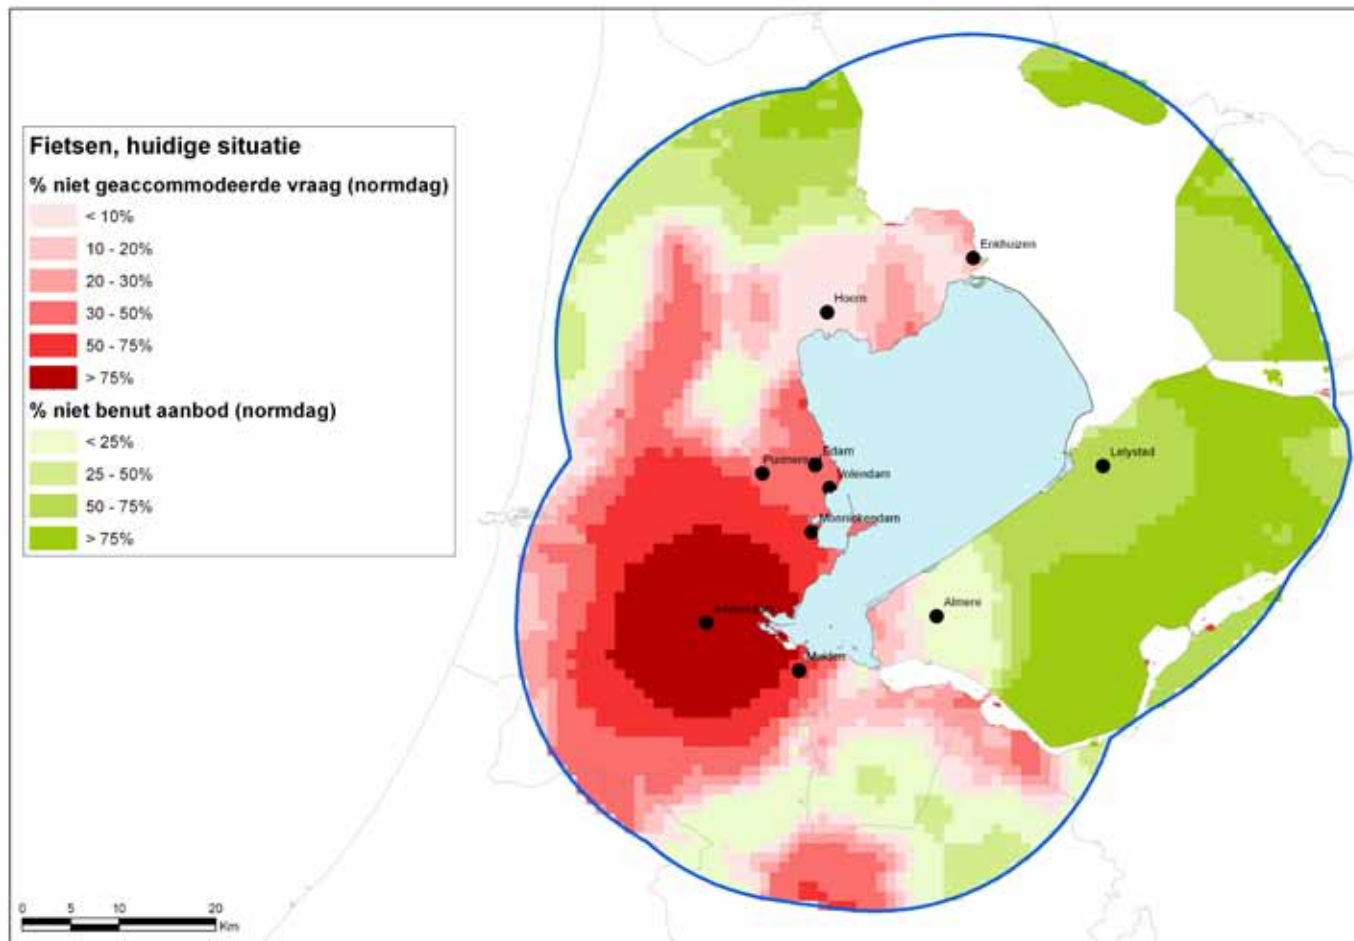 Fietsen, huidige situatie
% niet geaccommodeerde vraag (normdag)
< 10%
10 - 20%
20 - 30%
30 - 50%
50 - 75%
> 75%
% niet benut aanbod (normdag)
< 25%
25 - 50%
50 - 75%
> 75%
Enkhuizen
Hoorn
Edam
Lelystad
Volendam
Monnickendam
Almere
Muiden
0 5 10 20
Km